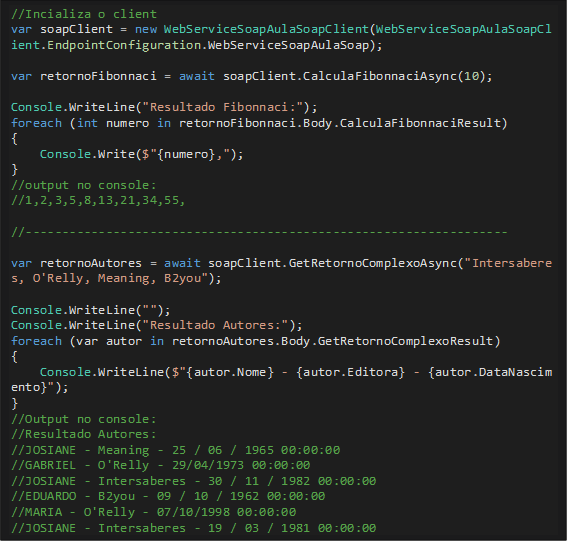 //Incializa o client
var soapClient = new WebServiceSoapAulaSoapClient(WebServiceSoapAulaSoapCl
ient.EndpointConfiguration.WebServiceSoapAulaSoap);
var retornoFibonnaci = await soapClient.CalculaFibonnaciAsync(10);
Console.WriteLine("Resultado Fibonnaci:");
foreach (int numero in retornoFibonnaci.Body.CalculaFibonnaciResult)
{
    Console.Write($"{numero},");
}
//output no console:
//1,2,3,5,8,13,21,34,55,
//-----------------------------------------------------------------
var retornoAutores = await soapClient.GetRetornoComplexoAsync("Intersabere
s, O'Relly, Meaning, B2you");
Console.WriteLine("");
Console.WriteLine("Resultado Autores:");
foreach (var autor in retornoAutores.Body.GetRetornoComplexoResult)
{
    Console.WriteLine($"{autor.Nome} - {autor.Editora} - {autor.DataNascim
ento}");
}
//Output no console:
//Resultado Autores:
//JOSIANE - Meaning - 25 / 06 / 1965 00:00:00
//GABRIEL - O'Relly - 29/04/1973 00:00:00
//JOSIANE - Intersaberes - 30 / 11 / 1982 00:00:00
//EDUARDO - B2you - 09 / 10 / 1962 00:00:00
//MARIA - O'Relly - 07/10/1998 00:00:00
//JOSIANE - Intersaberes - 19 / 03 / 1981 00:00:00